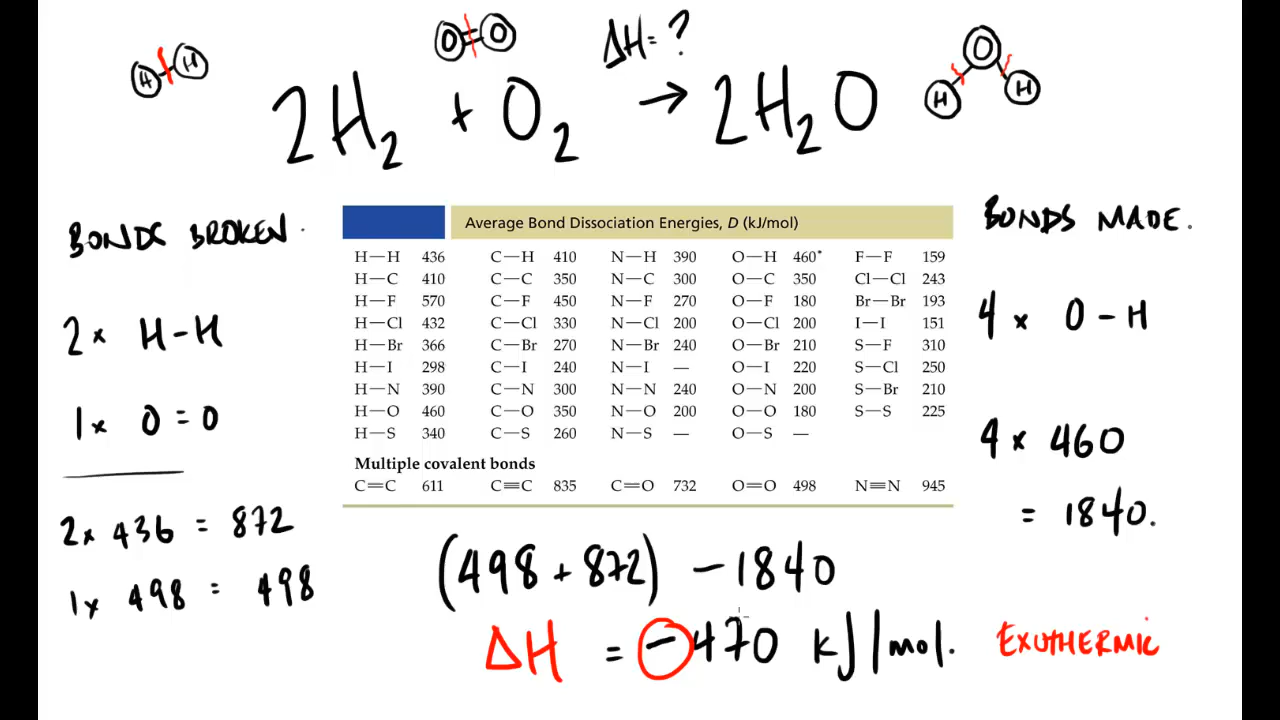 H H
O=O
ΔH = ?
O
H H
2H₂ + O₂ → 2H₂O
BONDS BROKEN.
2 x H-H
1 x O=O
2 x 436 = 872
1 x 498 = 498
Average Bond Dissociation Energies, D (kJ/mol)
H—H 436 C—H 410 N—H 390 O—H 460* F—F 159
H—C 410 C—C 350 N—C 300 O—C 350 Cl—Cl 243
H—F 570 C—F 450 N—F 270 O—F 180 Br—Br 193
H—Cl 432 C—Cl 330 N—Cl 200 O—Cl 200 I—I 151
H—Br 366 C—Br 270 N—Br 240 O—Br 210 S—F 310
H—I 298 C—I 240 N—I — O—I 220 S—Cl 250
H—N 390 C—N 300 N—N 240 O—N 200 S—Br 210
H—O 460 C—O 350 N—O 200 O—O 180 S—S 225
H—S 340 C—S 260 N—S — O—S —
Multiple covalent bonds
C=C 611 C≡C 835 C=O 732 O=O 498 N≡N 945
BONDS MADE.
4 x O-H
4 x 460
= 1840.
(498 + 872) - 1840
ΔH = -470 kJ/mol. EXOTHERMIC